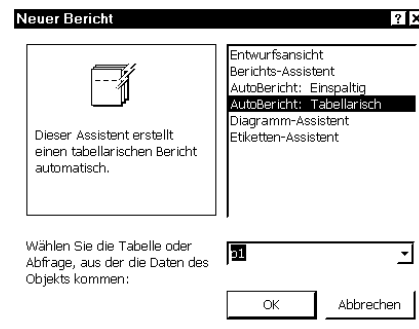 Neuer Bericht
Dieser Assistent erstellt
einen tabellarischen Bericht
automatisch.
Entwurfsansicht
Berichts-Assistent
AutoBericht: Einspaltig
AutoBericht: Tabellarisch
Diagramm-Assistent
Etiketten-Assistent
Wählen Sie die Tabelle oder
Abfrage, aus der die Daten des
Objekts kommen:
OK
Abbrechen